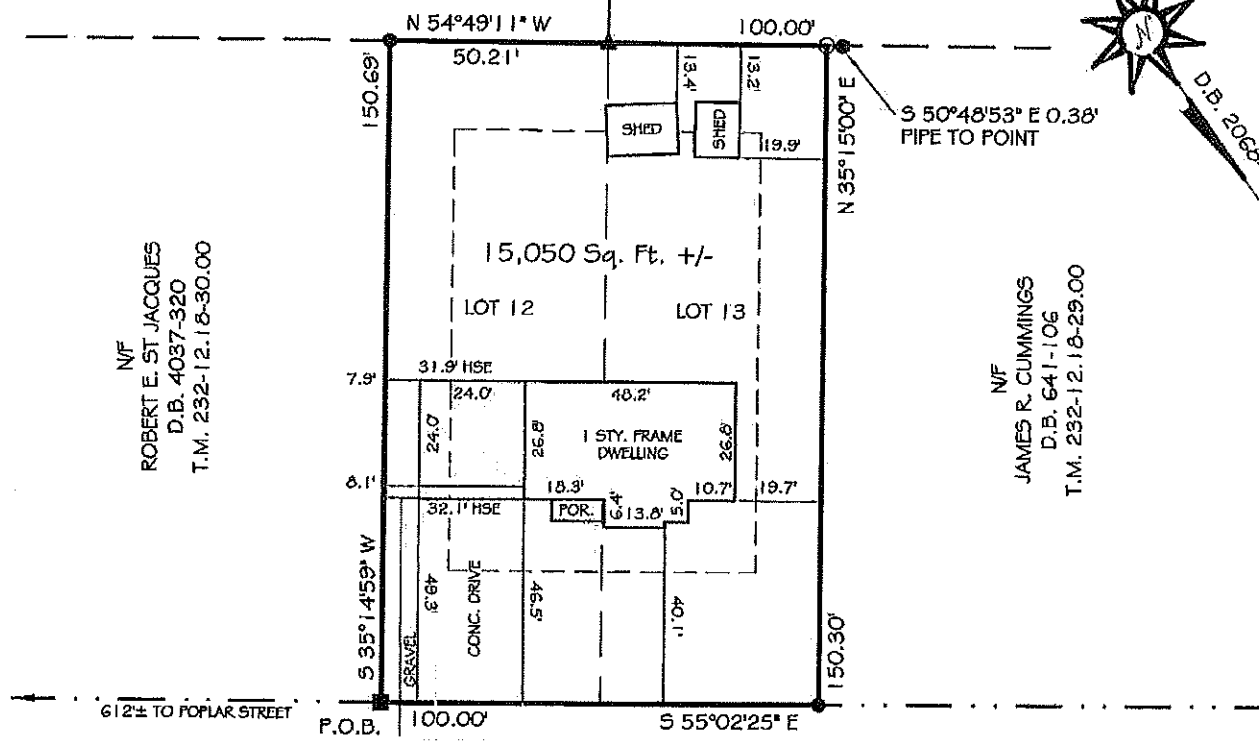 N 54°49'11" W
100.00'
50.21'
150.69'
13.4'
13.2'
SHED
SHED
19.9'
S 50°48'53" E 0.38'
PIPE TO POINT
N 35°15'00" E
N
D.B. 2068
15,050 Sq. Ft. +/-
LOT 12
LOT 13
N/F
ROBERT E. ST JACQUES
D.B. 4037-320
T.M. 232-12.18-30.00
N/F
JAMES R. CUMMINGS
D.B. 641-106
T.M. 232-12.18-29.00
7.9'
31.9' HSE
24.0'
48.2'
24.0'
26.8'
1 STY. FRAME
DWELLING
26.8'
8.1'
32.1' HSE
18.3'
POR.
6.4'
13.8'
5.0'
10.7'
19.7'
S 35°14'59" W
GRAVEL
49.3'
CONC. DRIVE
46.5'
40.1'
150.30'
612'± TO POPLAR STREET
P.O.B.
100.00'
S 55°02'25" E